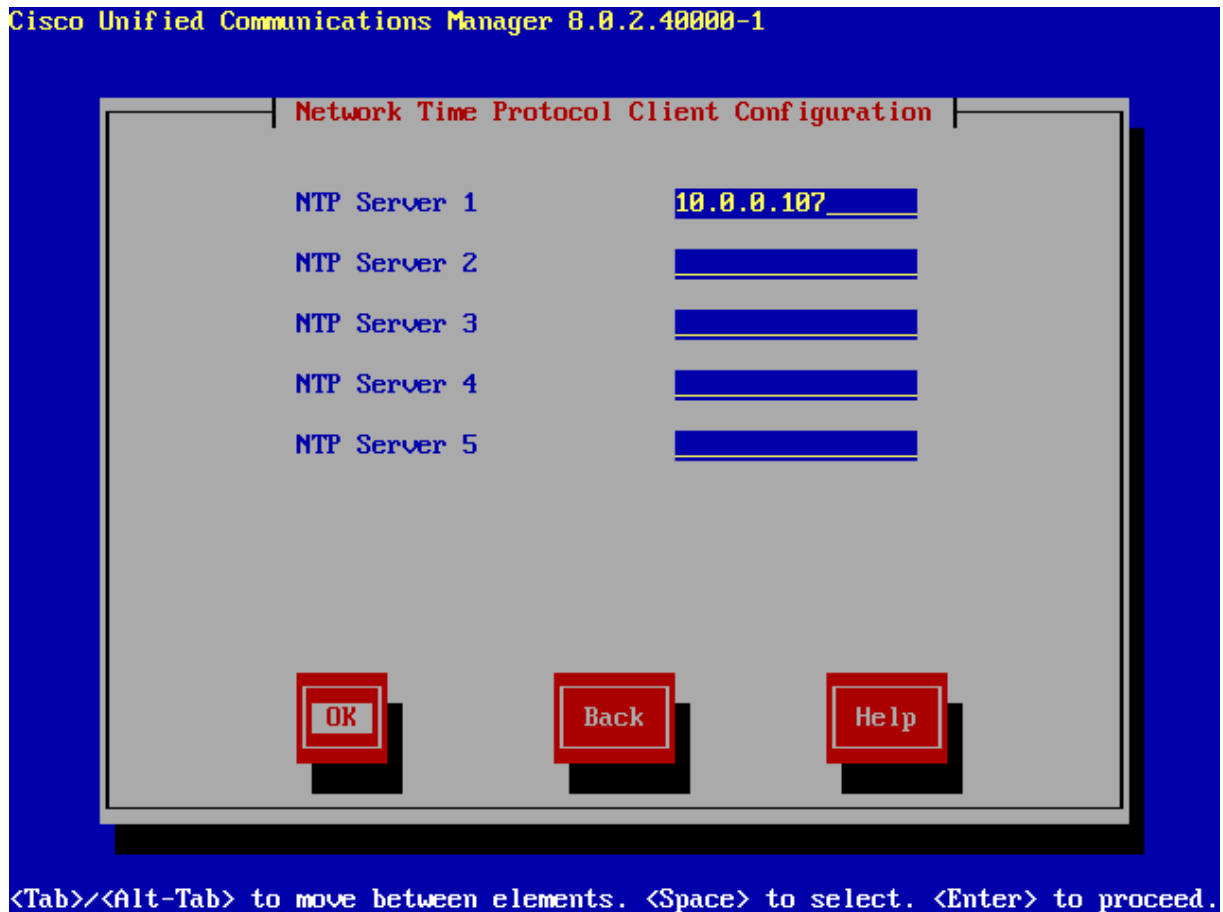 Cisco Unified Communications Manager 8.0.2.40000-1
Network Time Protocol Client Configuration
NTP Server 1 10.0.0.107______
NTP Server 2
NTP Server 3
NTP Server 4
NTP Server 5
OK Back Help
<Tab>/<Alt-Tab> to move between elements. <Space> to select. <Enter> to proceed.